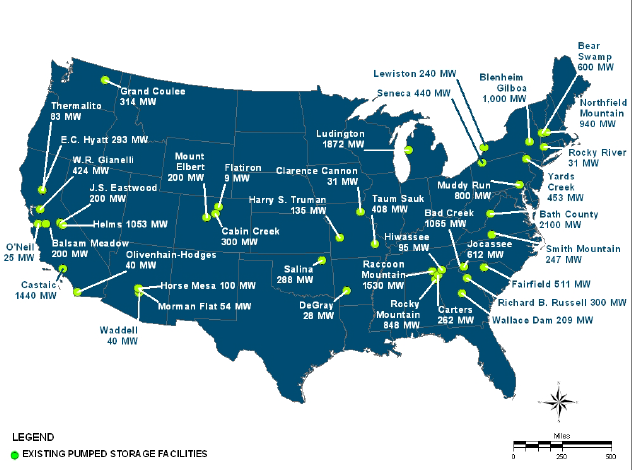 Bear
Swamp
600 MW
Lewiston 240 MW
Blenheim
Gilboa
1,000 MW
Seneca 440 MW
Northfield
Mountain
940 MW
Grand Coulee
314 MW
Thermalito
83 MW
Ludington
1872 MW
E.C. Hyatt 293 MW
Rocky River
31 MW
W.R. Gianelli
424 MW
Mount
Elbert
200 MW
Flatiron
9 MW
Clarence Cannon
31 MW
Yards
Creek
453 MW
J.S. Eastwood
200 MW
Harry S. Truman
135 MW
Taum Sauk
408 MW
Muddy Run
800 MW
Bad Creek
1065 MW
Bath County
2100 MW
Helms 1053 MW
Cabin Creek
300 MW
Hiwassee
95 MW
Jocassee
612 MW
Smith Mountain
247 MW
O'Neil
25 MW
Balsam Meadow
200 MW
Olivenhain-Hodges
40 MW
Salina
288 MW
Raccoon
Mountain
1530 MW
Fairfield 511 MW
Castaic
1440 MW
Horse Mesa 100 MW
Morman Flat 54 MW
DeGray
28 MW
Rocky
Mountain
848 MW
Carters
262 MW
Richard B. Russell 300 MW
Wallace Dam 209 MW
Waddell
40 MW
LEGEND
EXISTING PUMPED STORAGE FACILITIES
Miles
0 250 500